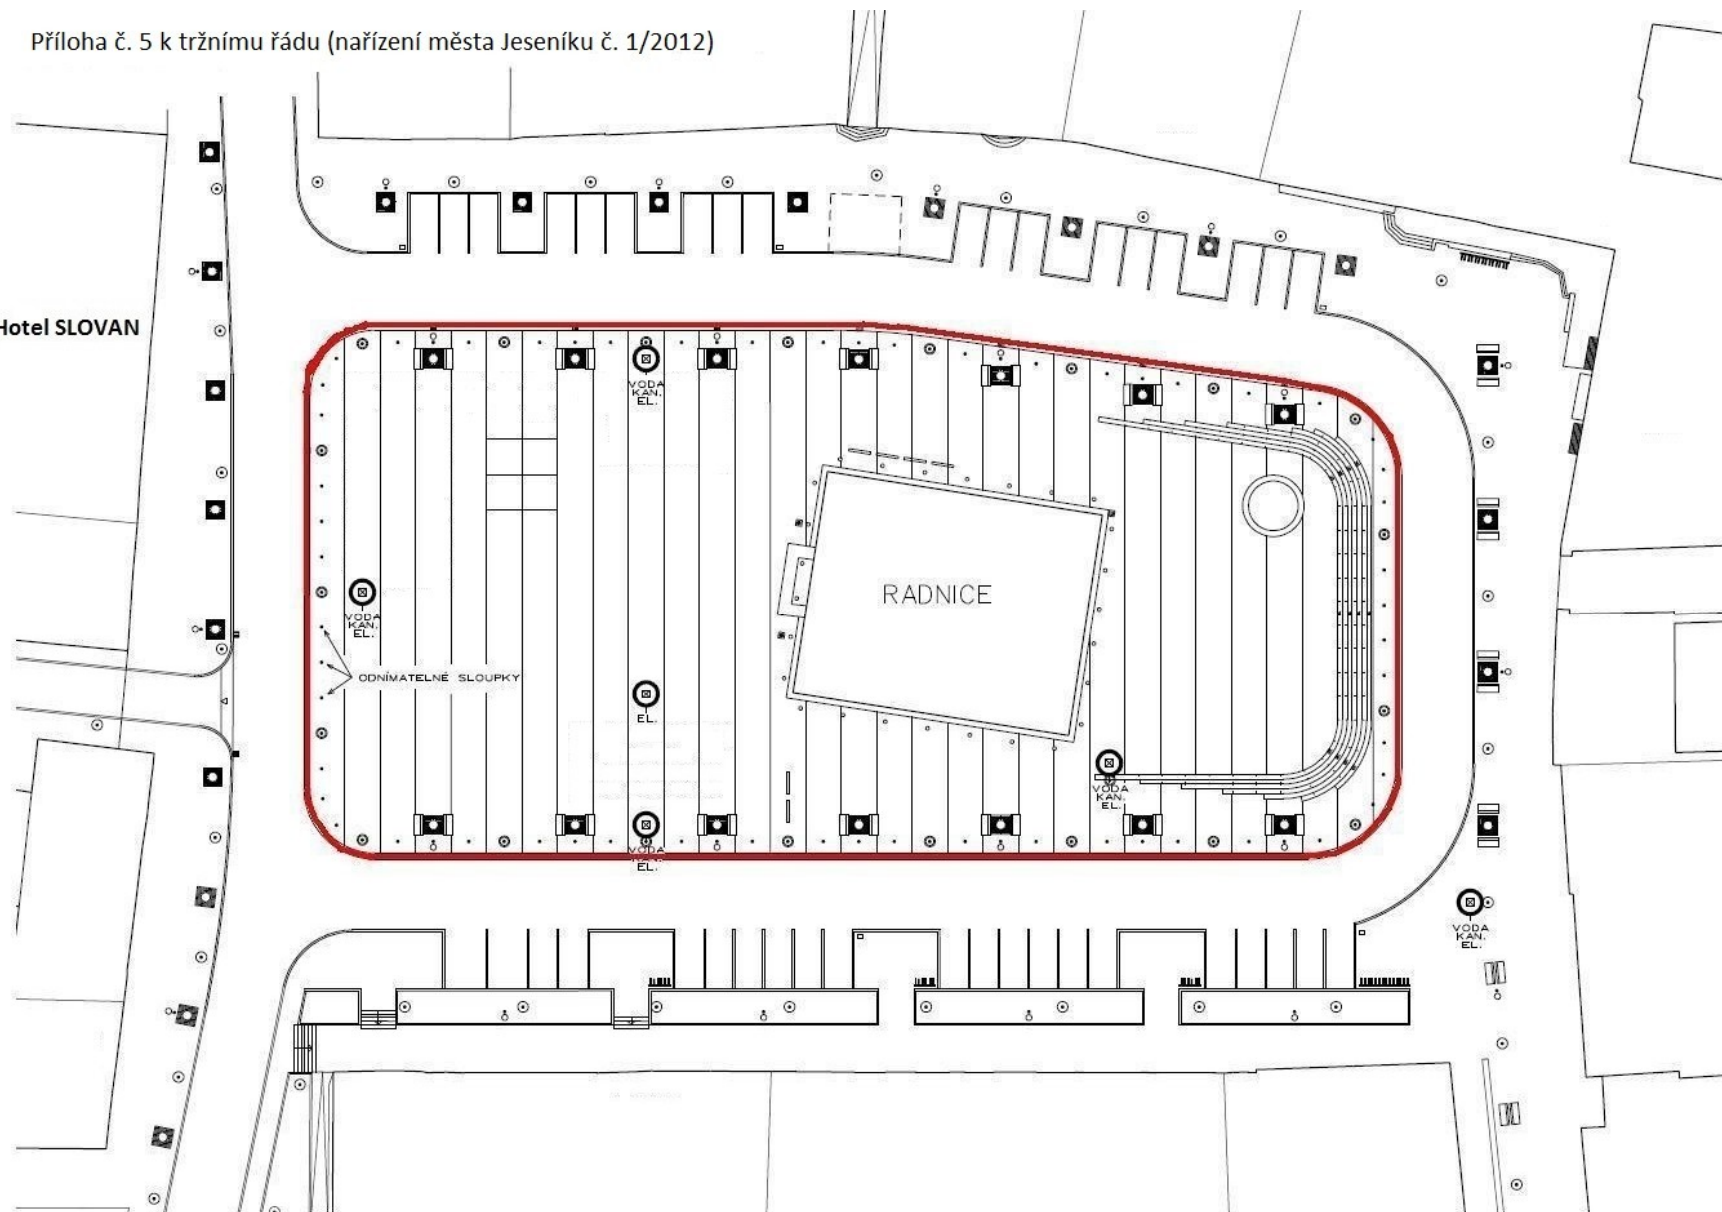 Příloha č. 5 k tržnímu řádu (nařízení města Jeseníku č. 1/2012)
Hotel SLOVAN
VODA
KAN.
EL.
VODA
KAN.
EL.
RADNICE
ODNÍMATELNÉ SLOUPKY
EL.
VODA
KAN.
EL.
VODA
KAN.
EL.
VODA
KAN.
EL.